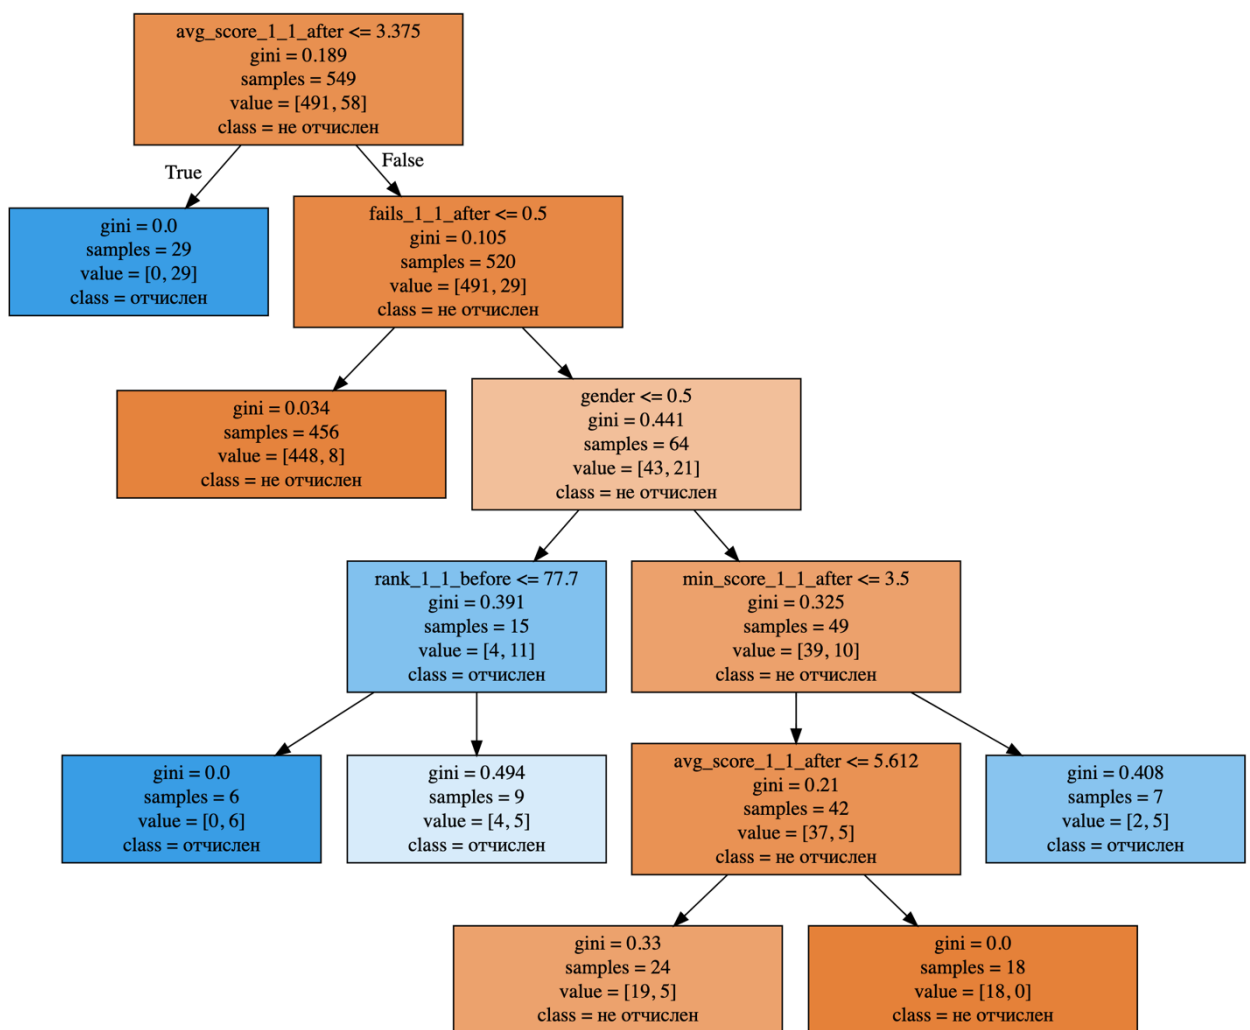 avg_score_1_1_after <= 3.375
gini = 0.189
samples = 549
value = [491, 58]
class = не отчислен
True
False
gini = 0.0
samples = 29
value = [0, 29]
class = отчислен
fails_1_1_after <= 0.5
gini = 0.105
samples = 520
value = [491, 29]
class = не отчислен
gini = 0.034
samples = 456
value = [448, 8]
class = не отчислен
gender <= 0.5
gini = 0.441
samples = 64
value = [43, 21]
class = не отчислен
rank_1_1_before <= 77.7
gini = 0.391
samples = 15
value = [4, 11]
class = отчислен
min_score_1_1_after <= 3.5
gini = 0.325
samples = 49
value = [39, 10]
class = не отчислен
gini = 0.0
samples = 6
value = [0, 6]
class = отчислен
gini = 0.494
samples = 9
value = [4, 5]
class = отчислен
avg_score_1_1_after <= 5.612
gini = 0.21
samples = 42
value = [37, 5]
class = не отчислен
gini = 0.408
samples = 7
value = [2, 5]
class = отчислен
gini = 0.33
samples = 24
value = [19, 5]
class = не отчислен
gini = 0.0
samples = 18
value = [18, 0]
class = не отчислен